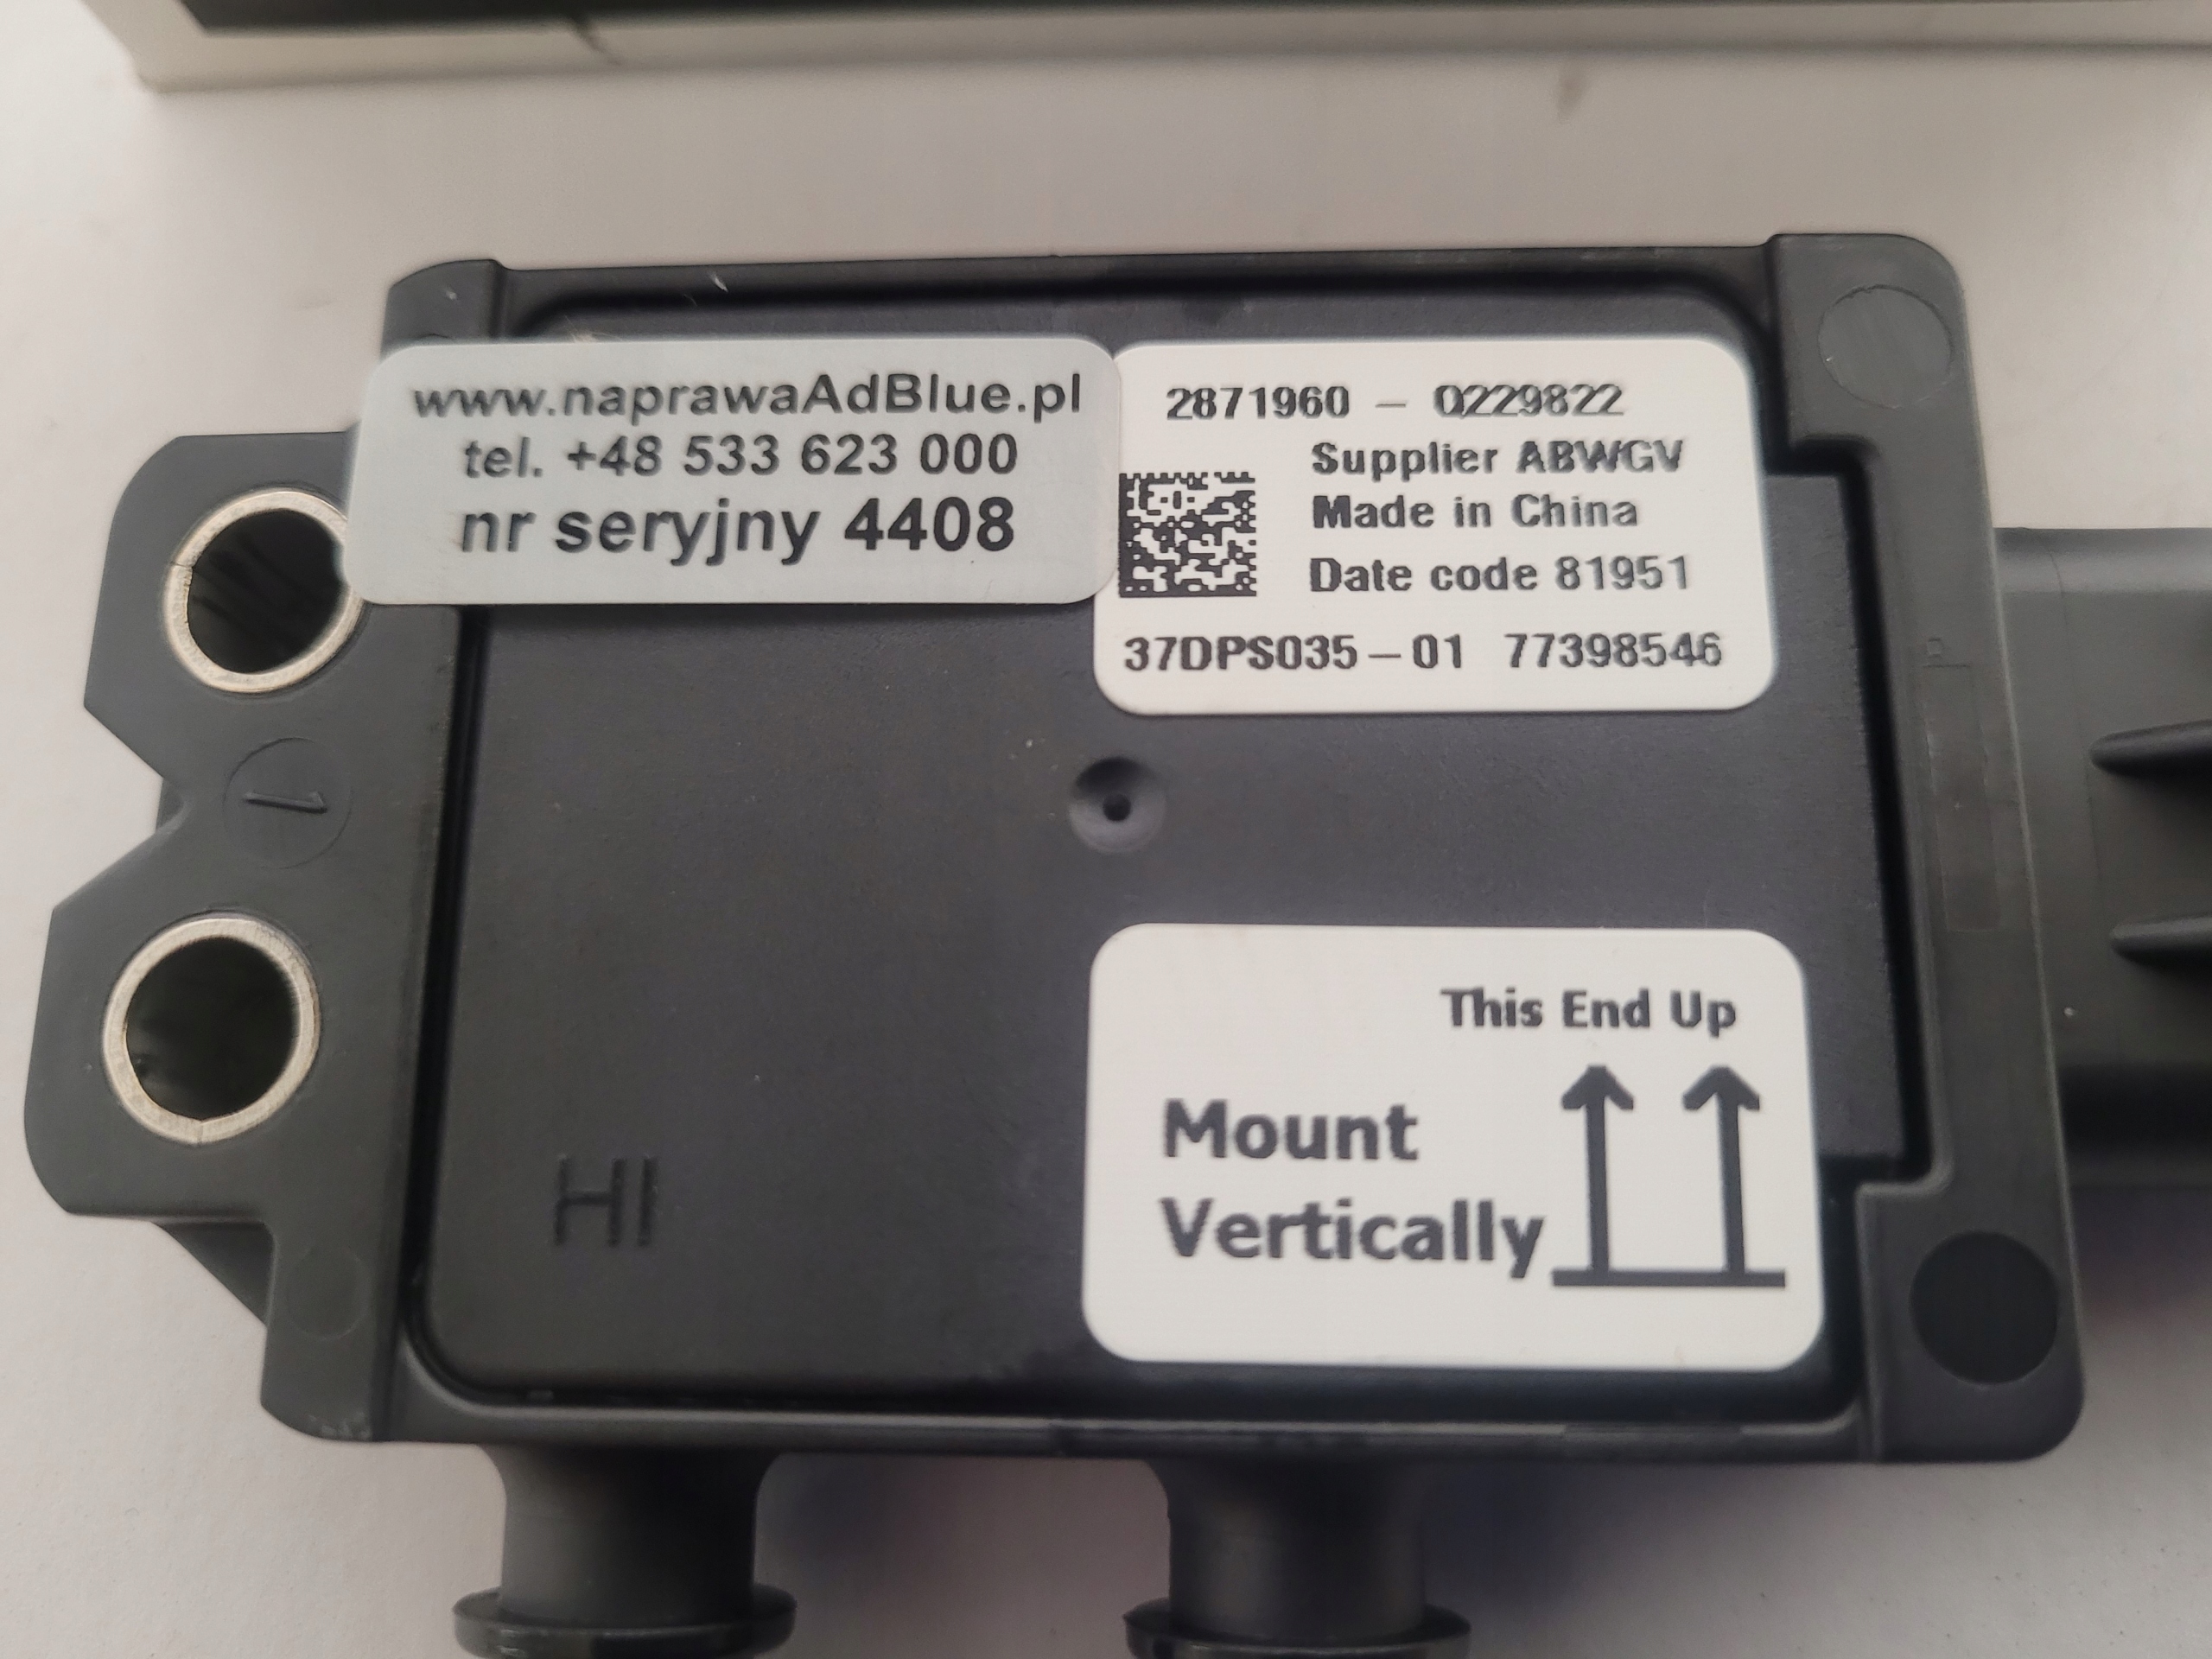 www.naprawaAdBlue.pl
tel. +48 533 623 000
nr seryjny 4408
2871960 – 0229822
Supplier ABWGV
Made in China
Date code 81951
37DPS035–01 77398546
1
This End Up
Mount
Vertically
HI